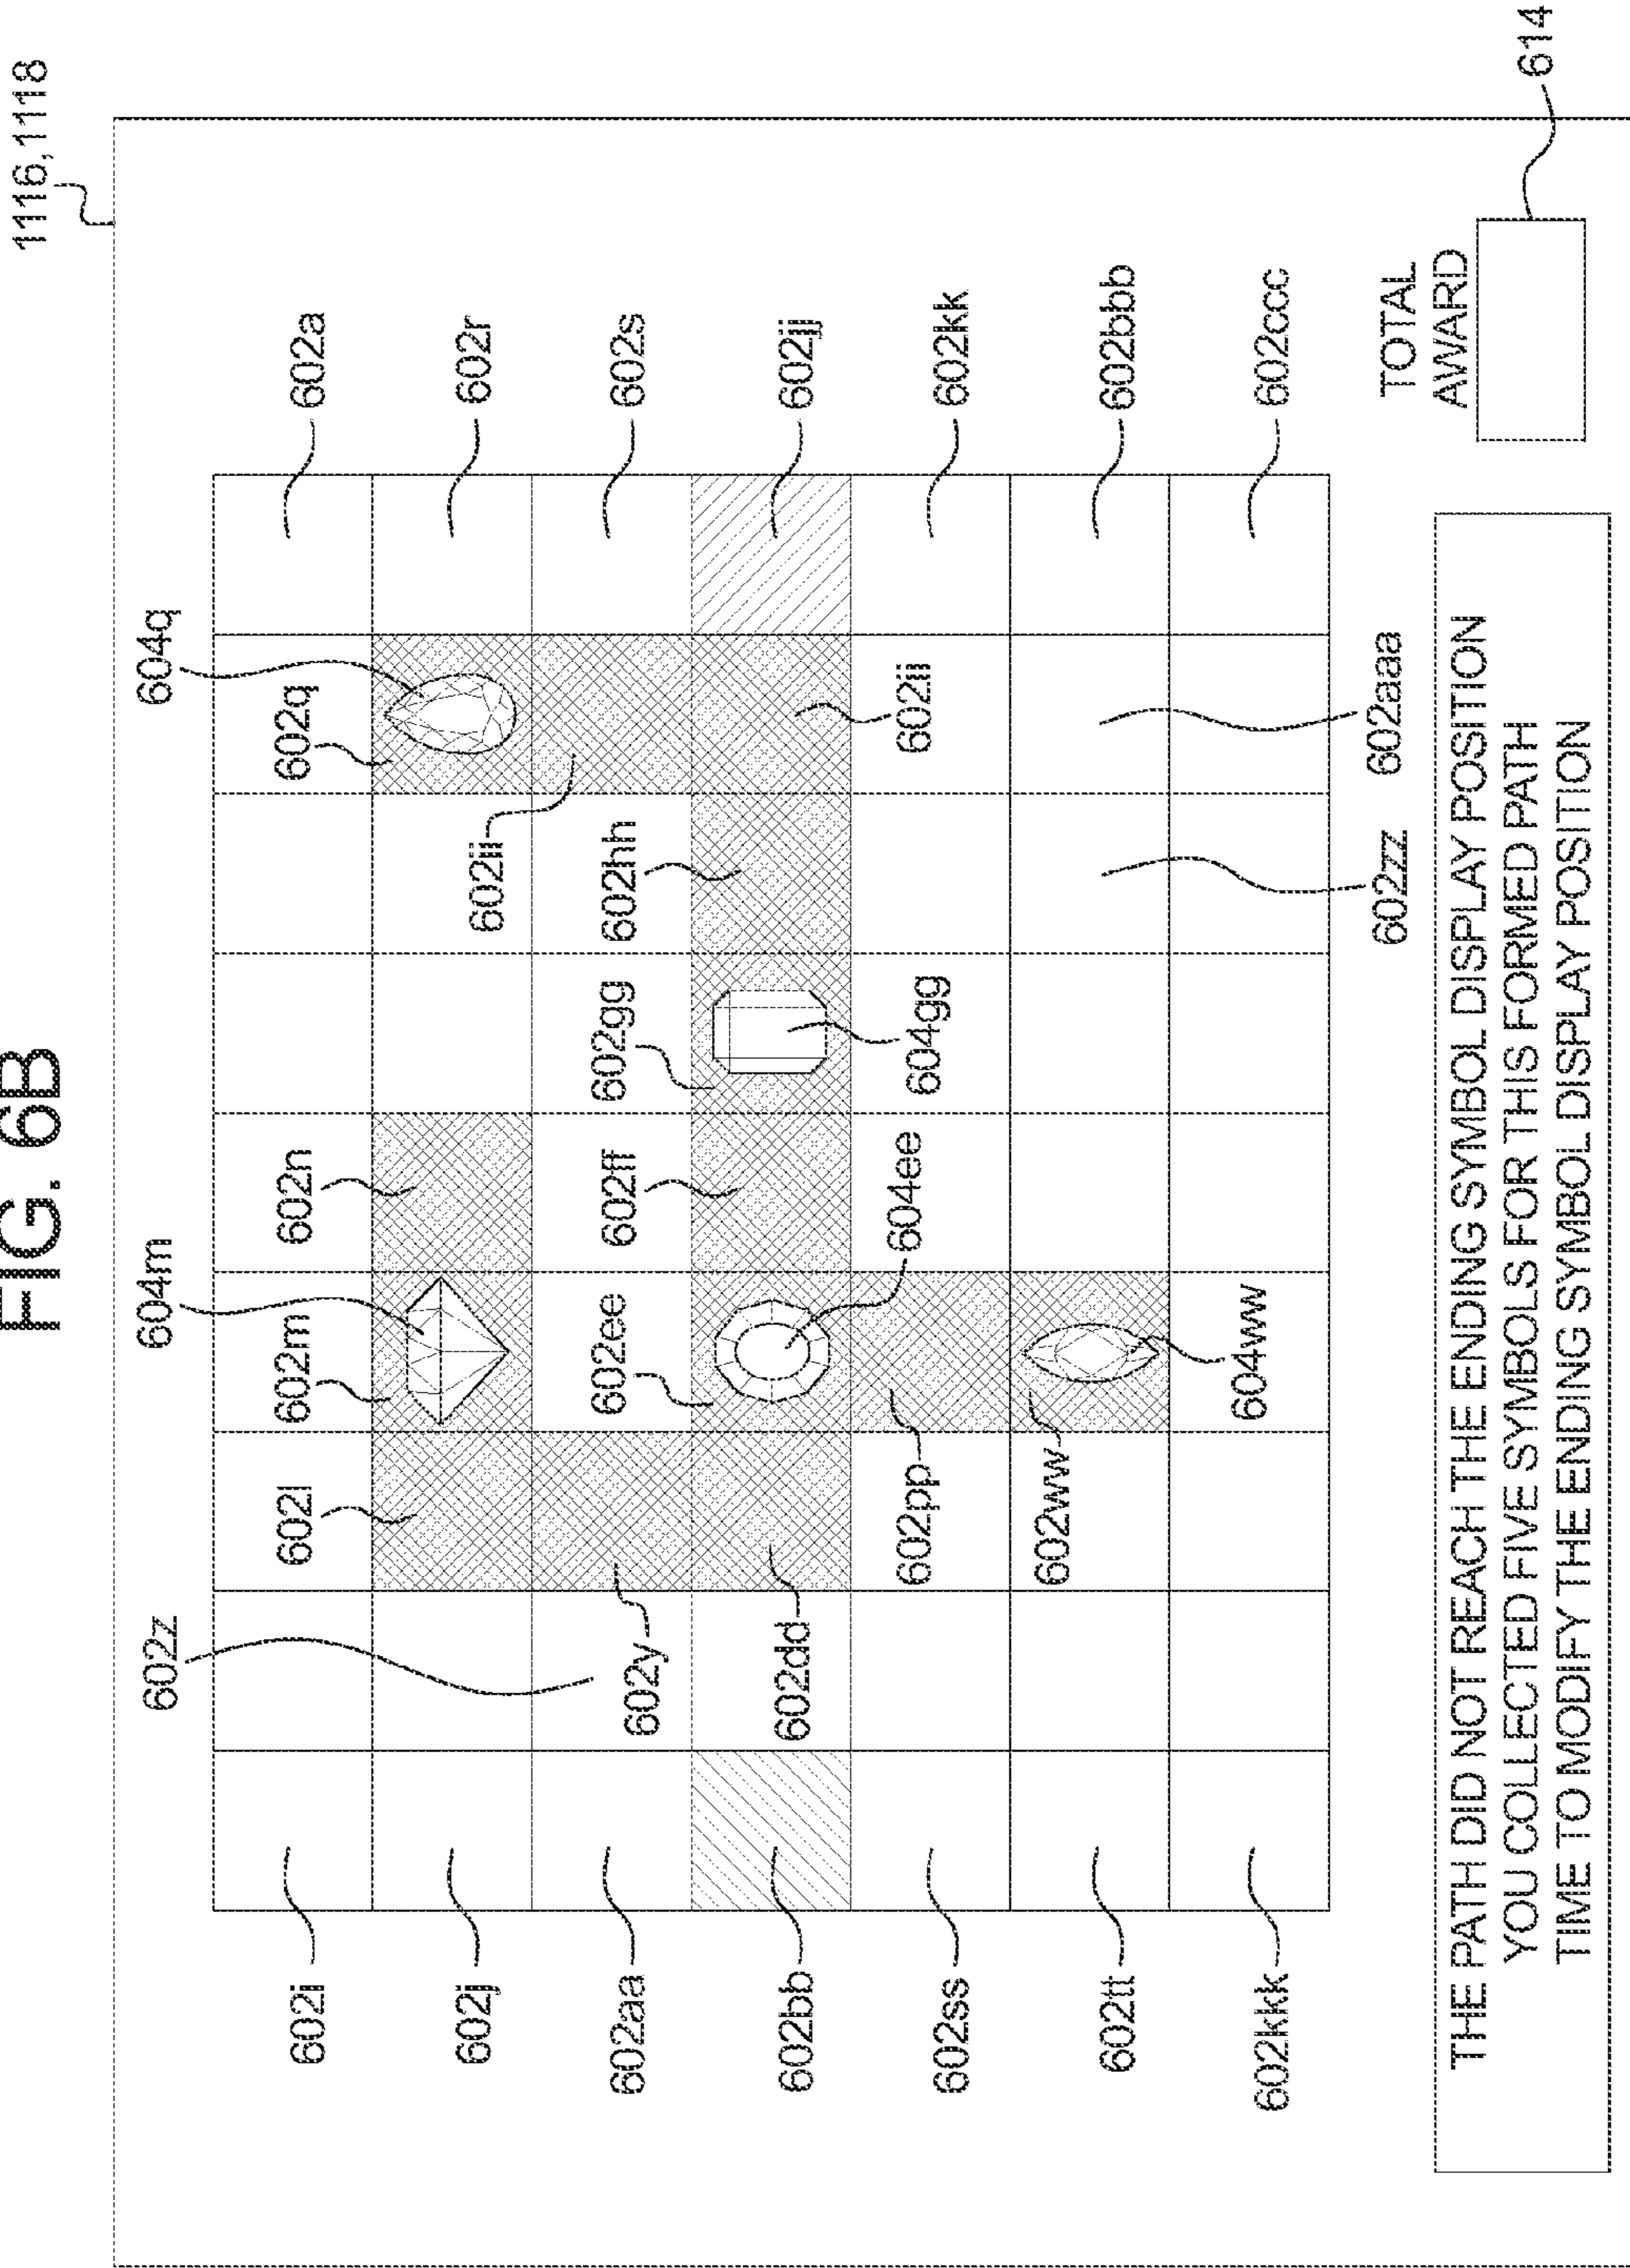 FIG. 6B
1116,1118
602z 604m 604q
602i 602l 602m 602n 602q 602a
602j 602ii 602r
602aa 602y 602ee 602ff 602gg 602hh 602s
602bb 602dd 602jj
602ss 602pp 604ee 604gg 602ii 602kk
602tt 602ww 602bbb
602kkk 604ww 602ccc
602zz 602aaa
TOTAL
AWARD
614
THE PATH DID NOT REACH THE ENDING SYMBOL DISPLAY POSITION
YOU COLLECTED FIVE SYMBOLS FOR THIS FORMED PATH
TIME TO MODIFY THE ENDING SYMBOL DISPLAY POSITION